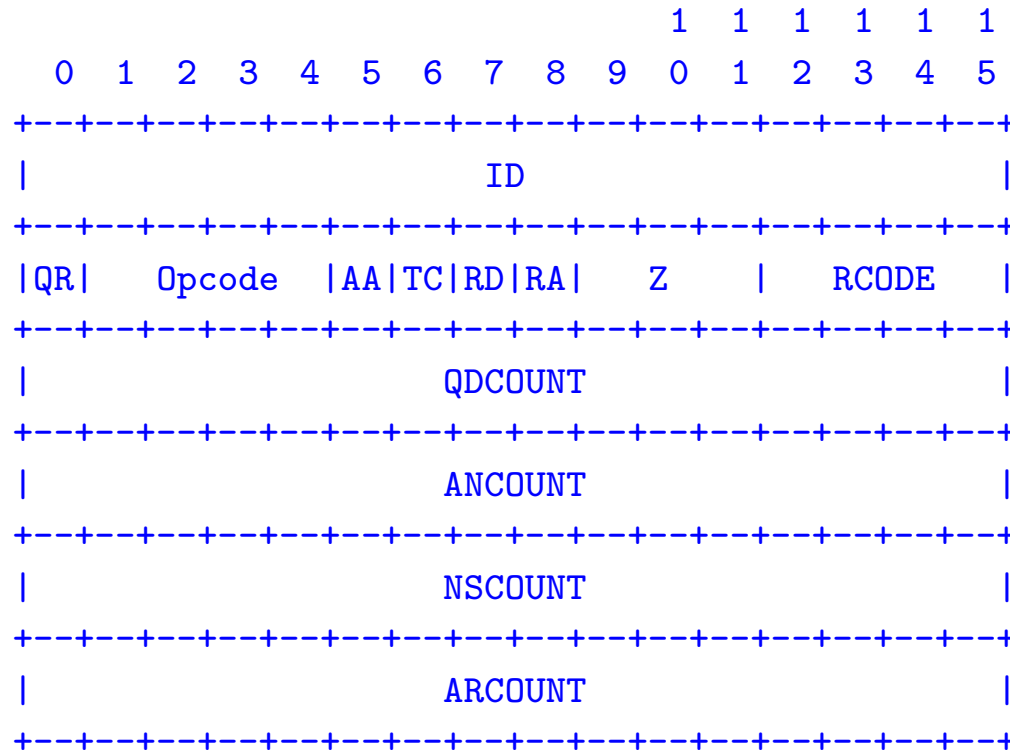 1  1  1  1  1  1
  0  1  2  3  4  5  6  7  8  9  0  1  2  3  4  5
+--+--+--+--+--+--+--+--+--+--+--+--+--+--+--+--+
|                      ID                       |
+--+--+--+--+--+--+--+--+--+--+--+--+--+--+--+--+
|QR|   Opcode  |AA|TC|RD|RA|   Z    |   RCODE   |
+--+--+--+--+--+--+--+--+--+--+--+--+--+--+--+--+
|                    QDCOUNT                    |
+--+--+--+--+--+--+--+--+--+--+--+--+--+--+--+--+
|                    ANCOUNT                    |
+--+--+--+--+--+--+--+--+--+--+--+--+--+--+--+--+
|                    NSCOUNT                    |
+--+--+--+--+--+--+--+--+--+--+--+--+--+--+--+--+
|                    ARCOUNT                    |
+--+--+--+--+--+--+--+--+--+--+--+--+--+--+--+--+